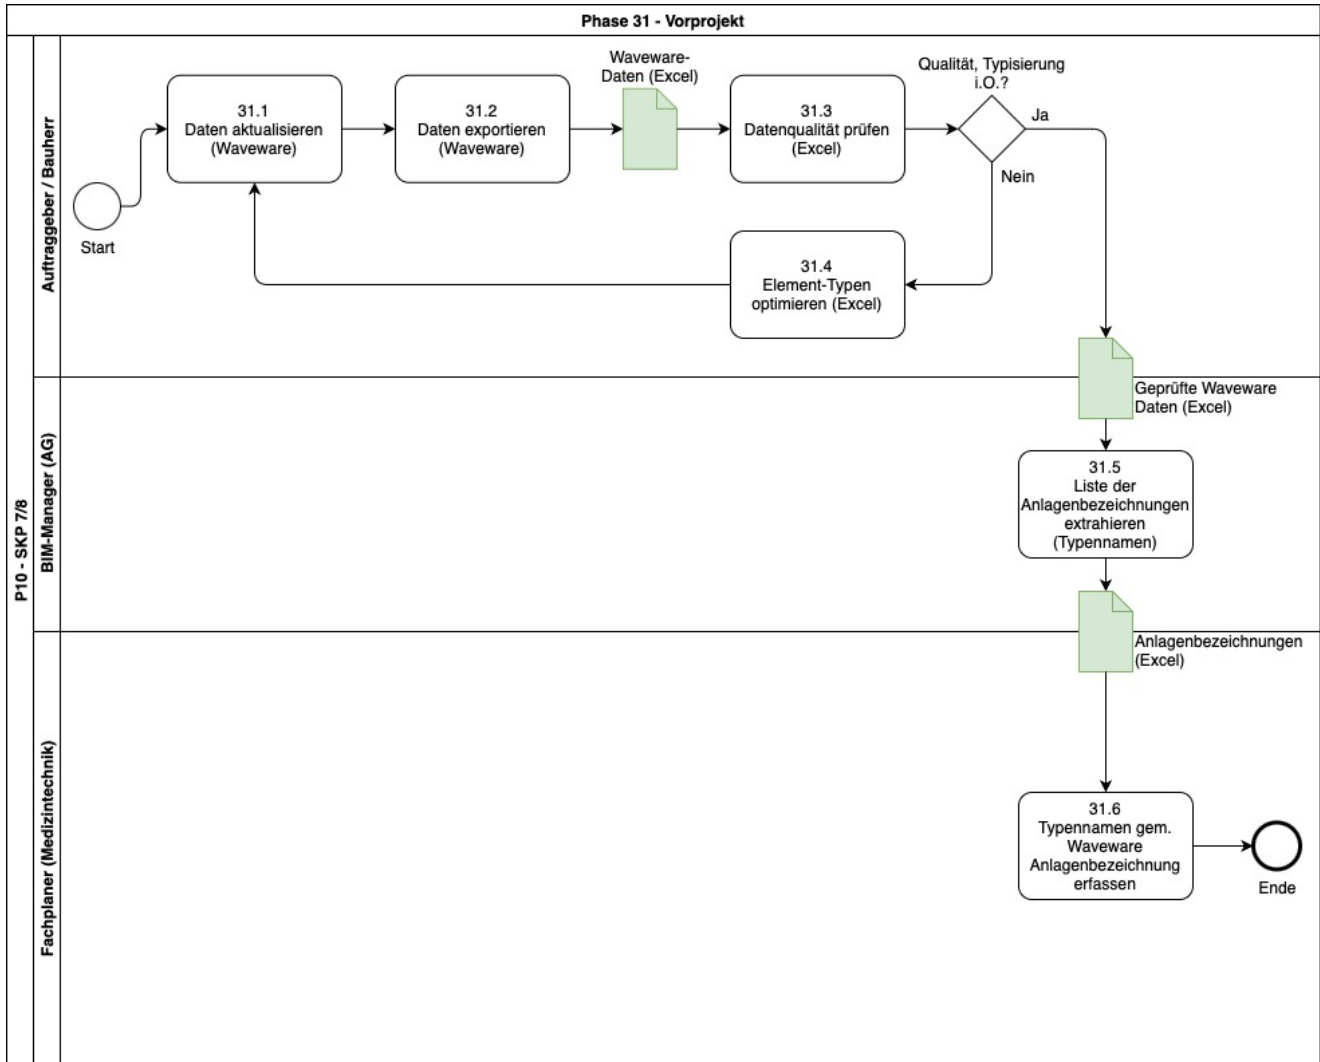 Phase 31 - Vorprojekt
P10 - SKP 7/8
Auftraggeber / Bauherr
Start
31.1
Daten aktualisieren
(Waveware)
31.2
Daten exportieren
(Waveware)
Waveware-
Daten (Excel)
31.3
Datenqualität prüfen
(Excel)
Qualität, Typisierung
i.O.?
Ja
Nein
31.4
Element-Typen
optimieren (Excel)
Geprüfte Waveware
Daten (Excel)
BIM-Manager (AG)
31.5
Liste der
Anlagenbezeichnungen
extrahieren
(Typennamen)
Anlagenbezeichnungen
(Excel)
Fachplaner (Medizintechnik)
31.6
Typennamen gem.
Waveware
Anlagenbezeichnung
erfassen
Ende